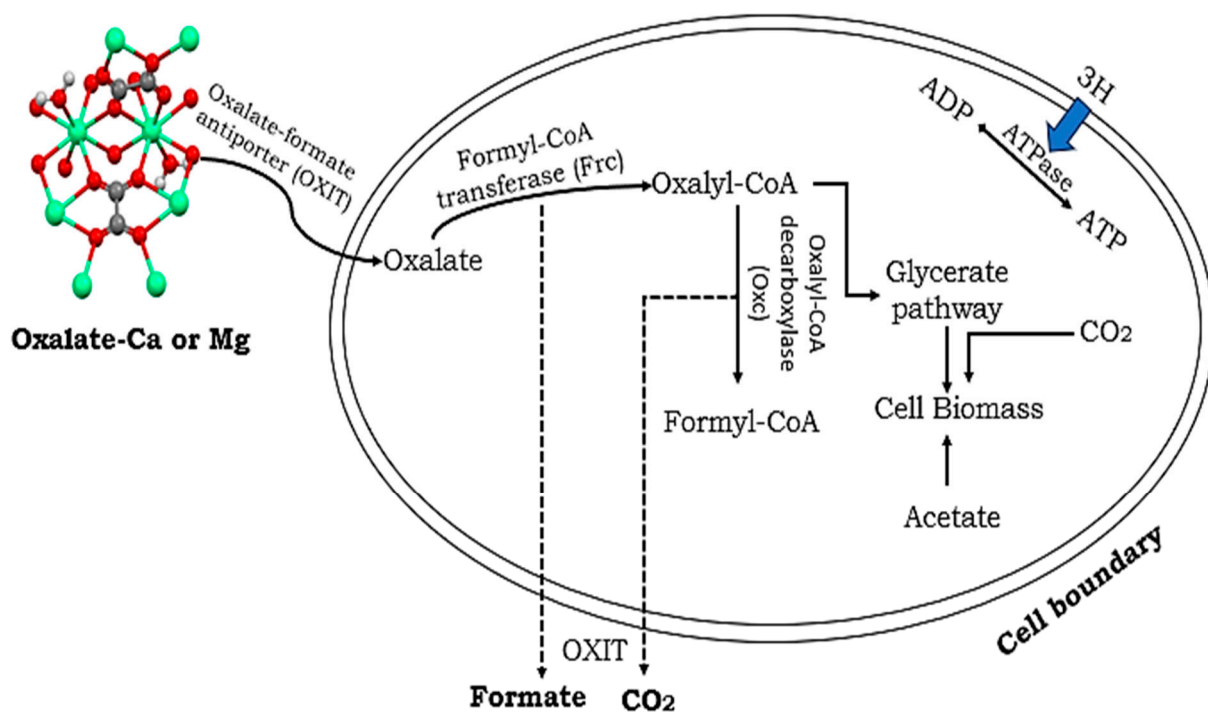 Oxalate-formate
antiporter (OXIT)
Oxalate-Ca or Mg
Formyl-CoA
transferase (Frc)
Oxalate
Oxalyl-CoA
Oxalyl-CoA
decarboxylase
(Oxc)
Formyl-CoA
Glycerate
pathway
CO2
Cell Biomass
Acetate
3H
ADP
ATPase
ATP
Cell boundary
OXIT
Formate
CO2